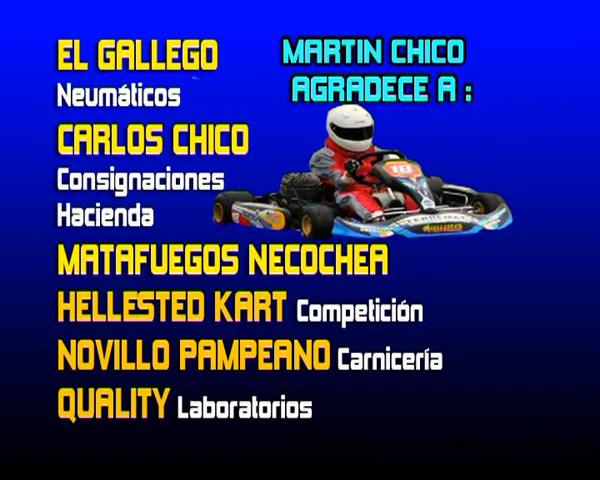 MARTIN CHICO
AGRADECE A :
EL GALLEGO
Neumáticos
CARLOS CHICO
Consignaciones
Hacienda
MATAFUEGOS NECOCHEA
HELLESTED KART Competición
NOVILLO PAMPEANO Carnicería
QUALITY Laboratorios
18